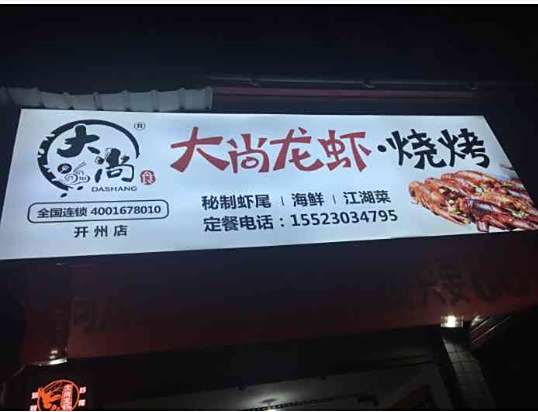 大尚
®
DASHANG
全国连锁 4001678010
开州店
大尚龙虾·烧烤
秘制虾尾 | 海鲜 | 江湖菜
定餐电话:15523034795